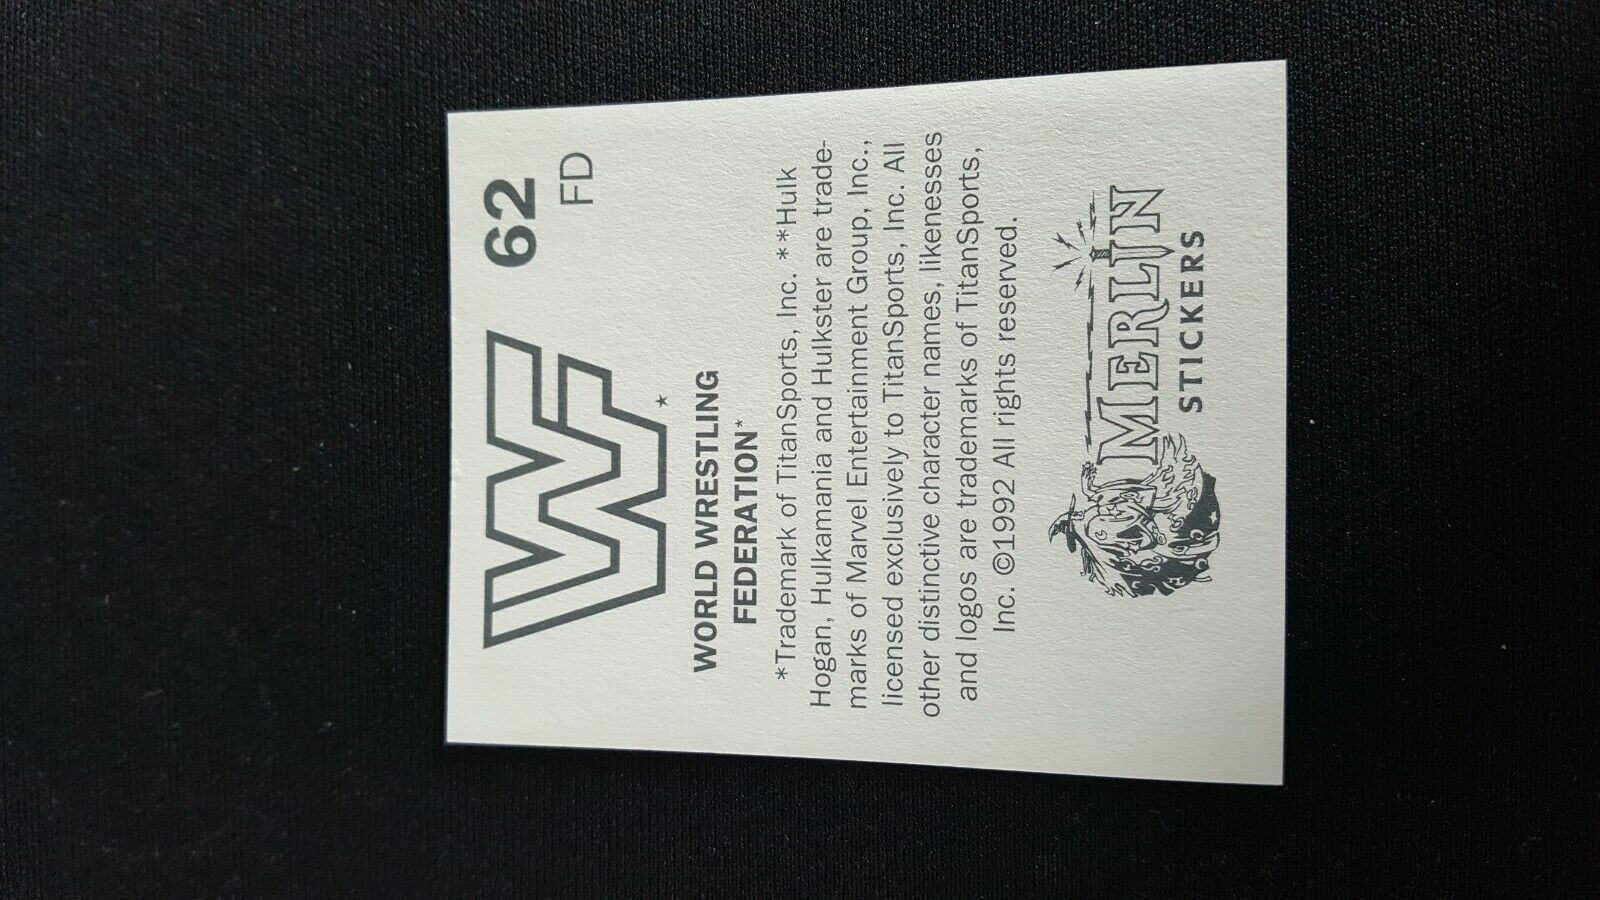 WF 62
FD
WORLD WRESTLING
FEDERATION*
*Trademark of TitanSports, Inc. **Hulk
Hogan, Hulkamania and Hulkster are trade-
marks of Marvel Entertainment Group, Inc.,
licensed exclusively to TitanSports, Inc. All
other distinctive character names, likenesses
and logos are trademarks of TitanSports,
Inc. ©1992 All rights reserved.
MERLIN
STICKERS